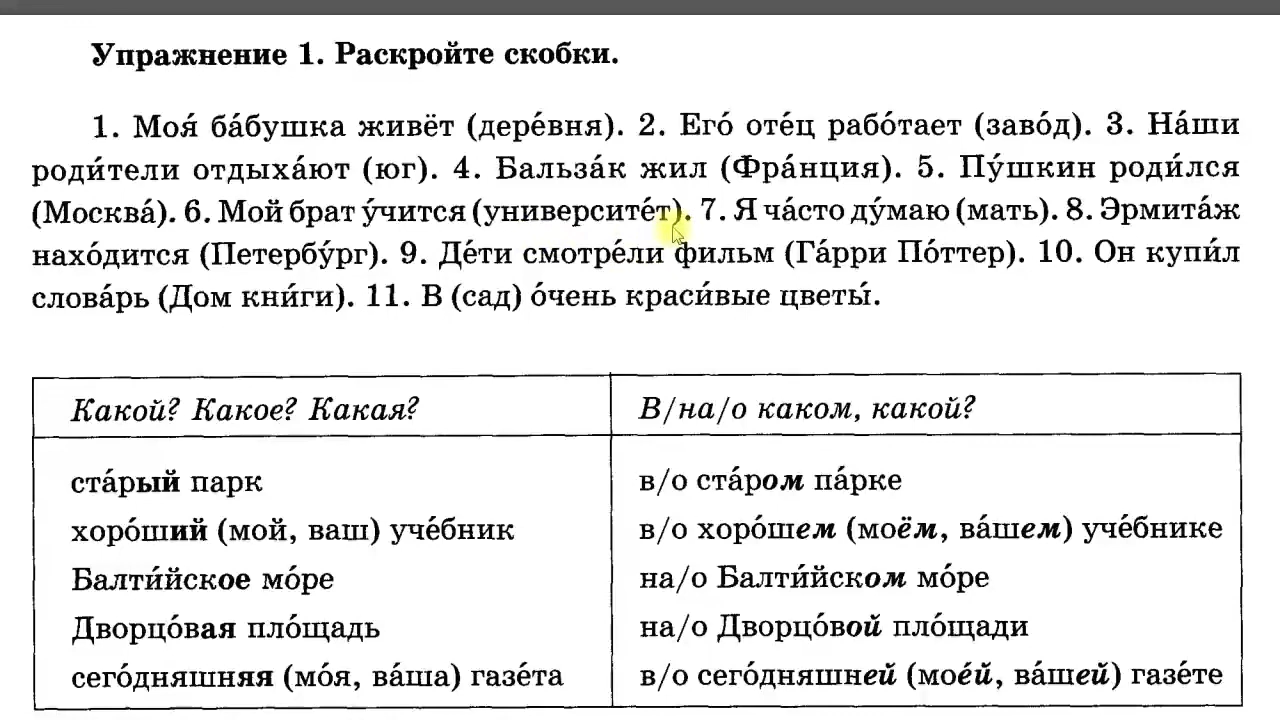 Упражнение 1. Раскройте скобки.
1. Моя́ ба́бушка живёт (дере́вня). 2. Его́ оте́ц рабо́тает (заво́д). 3. На́ши
роди́тели отдыха́ют (юг). 4. Бальза́к жил (Фра́нция). 5. Пу́шкин роди́лся
(Москва́). 6. Мой брат у́чится (университе́т). 7. Я ча́сто ду́маю (мать). 8. Эрмита́ж
нахо́дится (Петербу́рг). 9. Де́ти смотре́ли фильм (Га́рри По́ттер). 10. Он купи́л
слова́рь (Дом кни́ги). 11. В (сад) о́чень краси́вые цветы́.
Какой? Какое? Какая?
В/на/о каком, какой?
ста́рый парк
в/о ста́ром па́рке
хоро́ший (мой, ваш) уче́бник
в/о хоро́шем (моём, ва́шем) уче́бнике
Балти́йское мо́ре
на/о Балти́йском мо́ре
Дворцо́вая пло́щадь
на/о Дворцо́вой пло́щади
сего́дняшняя (мо́я, ва́ша) газе́та
в/о сего́дняшней (мое́й, ва́шей) газе́те